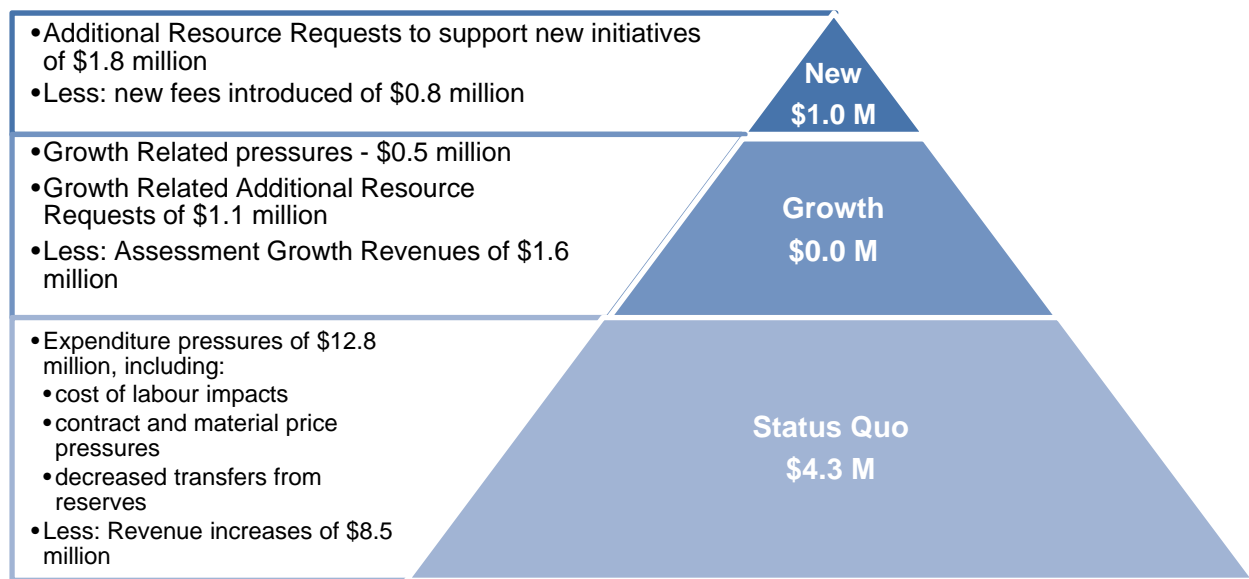 •Additional Resource Requests to support new initiatives
of $1.8 million
•Less: new fees introduced of $0.8 million
New
$1.0 M
•Growth Related pressures - $0.5 million
•Growth Related Additional Resource
Requests of $1.1 million
•Less: Assessment Growth Revenues of $1.6
million
Growth
$0.0 M
•Expenditure pressures of $12.8
million, including:
•cost of labour impacts
•contract and material price
pressures
•decreased transfers from
reserves
•Less: Revenue increases of $8.5
million
Status Quo
$4.3 M